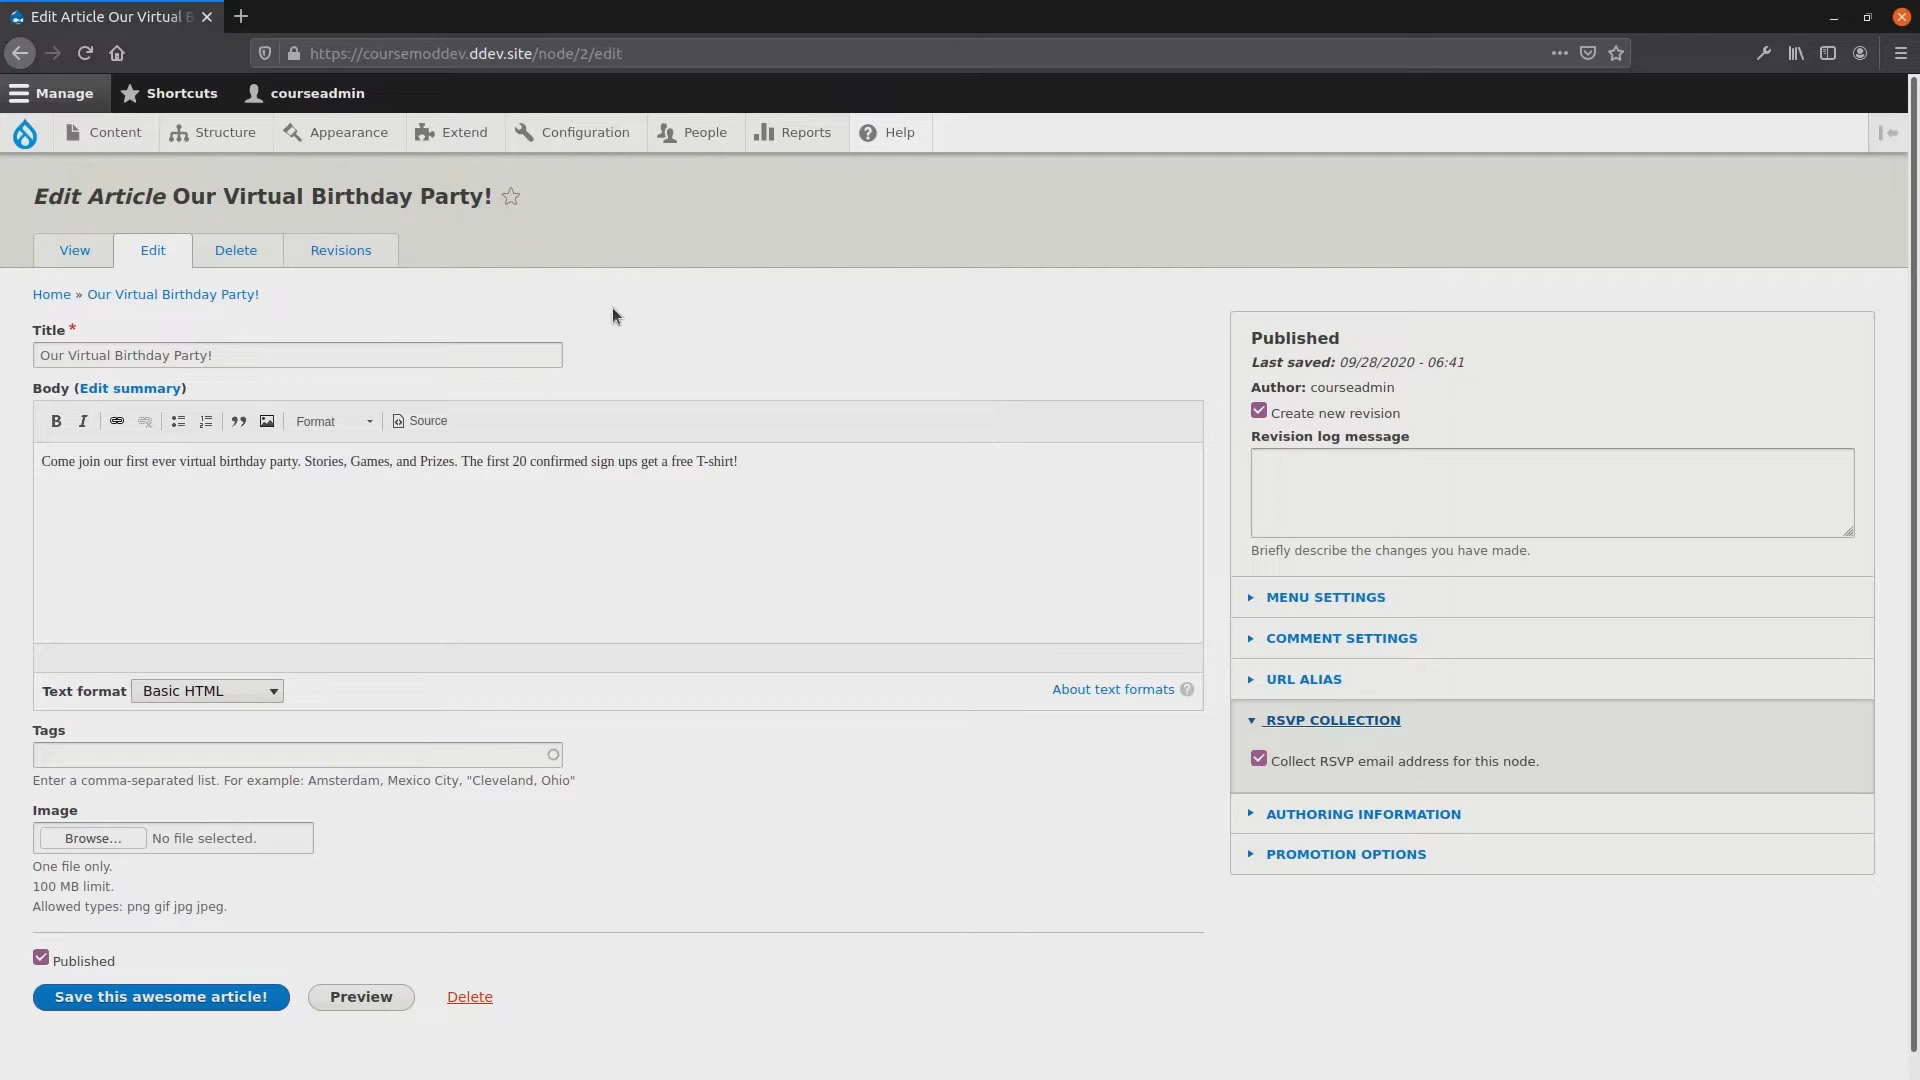 Edit Article Our Virtual B
https://coursemoddev.ddev.site/node/2/edit
Manage Shortcuts courseadmin
Content Structure Appearance Extend Configuration People Reports Help
Edit Article Our Virtual Birthday Party!
View Edit Delete Revisions
Home » Our Virtual Birthday Party!
Title *
Our Virtual Birthday Party!
Body (Edit summary)
B I Format Source
Come join our first ever virtual birthday party. Stories, Games, and Prizes. The first 20 confirmed sign ups get a free T-shirt!
Text format Basic HTML About text formats ?
Tags
Enter a comma-separated list. For example: Amsterdam, Mexico City, "Cleveland, Ohio"
Image
Browse... No file selected.
One file only.
100 MB limit.
Allowed types: png gif jpg jpeg.
Published
Save this awesome article! Preview Delete
Published
Last saved: 09/28/2020 - 06:41
Author: courseadmin
Create new revision
Revision log message
Briefly describe the changes you have made.
MENU SETTINGS
COMMENT SETTINGS
URL ALIAS
RSVP COLLECTION
Collect RSVP email address for this node.
AUTHORING INFORMATION
PROMOTION OPTIONS